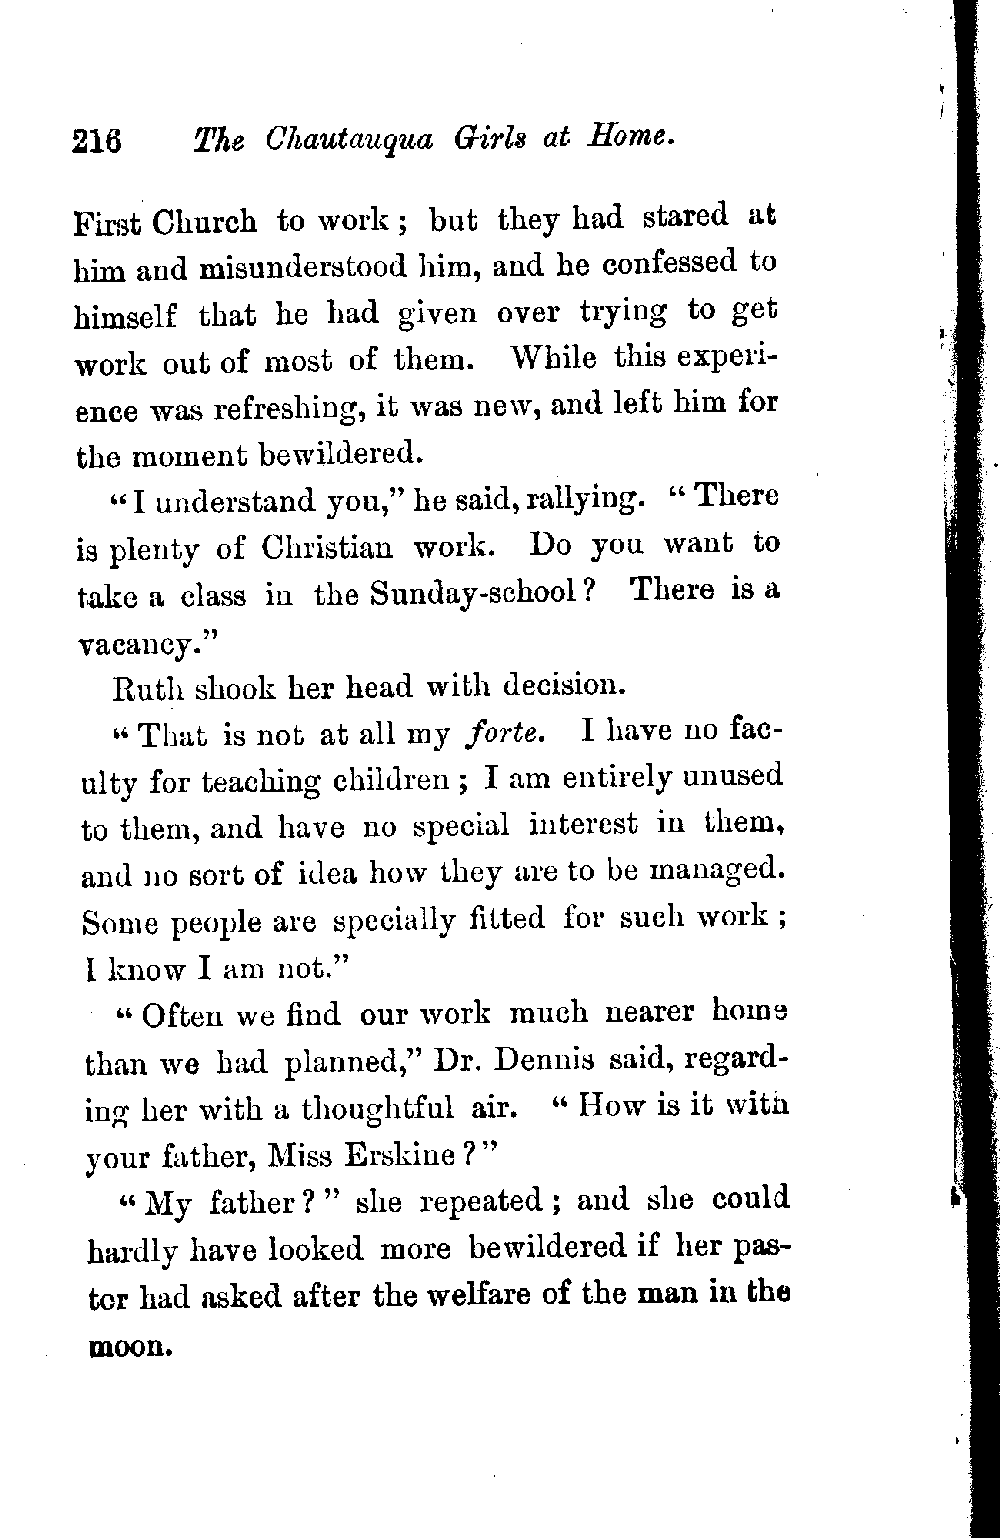 216 The Chautauqua Girls at Home.
First Church to work; but they had stared at
him and misunderstood him, and he confessed to
himself that he had given over trying to get
work out of most of them. While this experi-
ence was refreshing, it was new, and left him for
the moment bewildered.
"I understand you," he said, rallying. "There
is plenty of Christian work. Do you want to
take a class in the Sunday-school? There is a
vacancy."
Ruth shook her head with decision.
"That is not at all my forte. I have no fac-
ulty for teaching children; I am entirely unused
to them, and have no special interest in them,
and no sort of idea how they are to be managed.
Some people are specially fitted for such work;
I know I am not."
"Often we find our work much nearer home
than we had planned," Dr. Dennis said, regard-
ing her with a thoughtful air. "How is it with
your father, Miss Erskine?"
"My father?" she repeated; and she could
hardly have looked more bewildered if her pas-
tor had asked after the welfare of the man in the
moon.